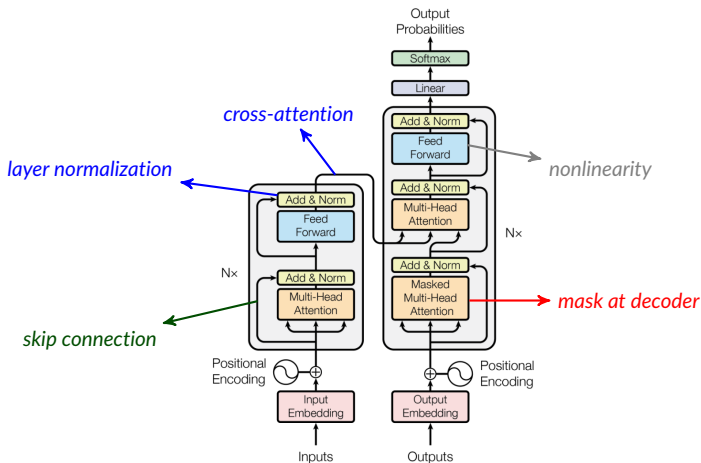 Output
Probabilities
Softmax
Linear
Add & Norm
Feed
Forward
Add & Norm
Multi-Head
Attention
Add & Norm
Masked
Multi-Head
Attention
N×
Positional
Encoding
Output
Embedding
Outputs
cross-attention
layer normalization
nonlinearity
Add & Norm
Feed
Forward
N×
Add & Norm
Multi-Head
Attention
mask at decoder
skip connection
Positional
Encoding
Input
Embedding
Inputs